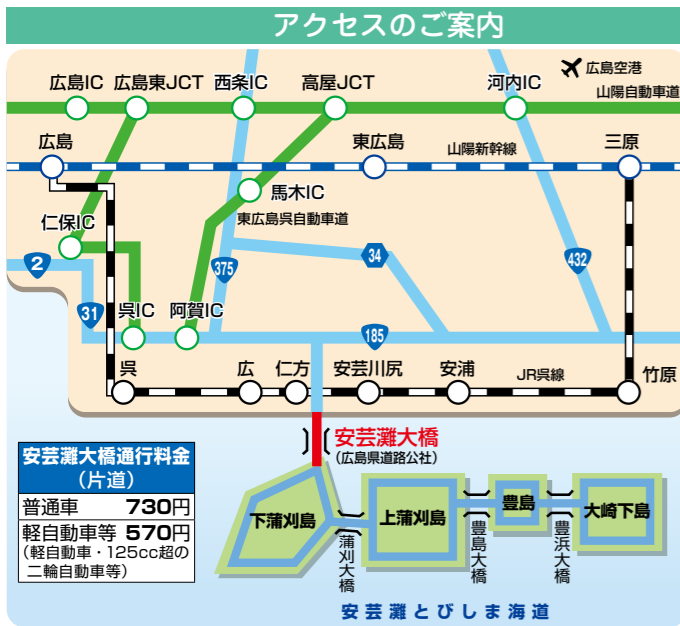 アクセスのご案内
広島空港
広島IC
広島東JCT
西条IC
高屋JCT
河内IC
山陽自動車道
広島
東広島
山陽新幹線
三原
馬木IC
東広島呉自動車道
仁保IC
2
375
34
432
31
呉IC
阿賀IC
185
呉
広
仁方
安芸川尻
安浦
JR呉線
竹原
安芸灘大橋
(広島県道路公社)
安芸灘大橋通行料金
(片道)
普通車 730円
軽自動車等 570円
(軽自動車・125cc超の
二輪自動車等)
下蒲刈島
上蒲刈島
豊島
大崎下島
蒲刈大橋
豊島大橋
豊浜大橋
安芸灘とびしま海道